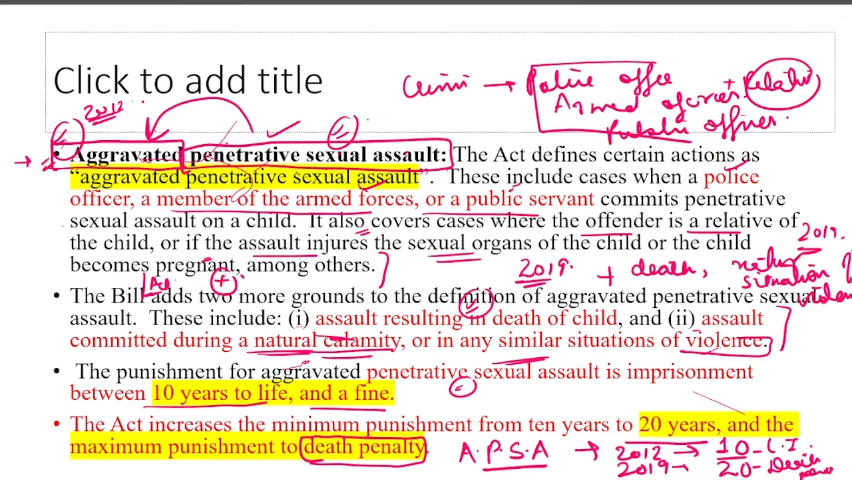 Click to add title
→ Police office
Armed forces + Relative
Public officer.
2012
• Aggravated penetrative sexual assault: The Act defines certain actions as
“aggravated penetrative sexual assault”. These include cases when a police
officer, a member of the armed forces, or a public servant commits penetrative
sexual assault on a child. It also covers cases where the offender is a relative of
the child, or if the assault injures the sexual organs of the child or the child
becomes pregnant, among others.
2019.
2019. + death,
Act +
• The Bill adds two more grounds to the definition of aggravated penetrative sexual
assault. These include: (i) assault resulting in death of child, and (ii) assault
committed during a natural calamity, or in any similar situations of violence.
• The punishment for aggravated penetrative sexual assault is imprisonment
between 10 years to life, and a fine.
• The Act increases the minimum punishment from ten years to 20 years, and the
maximum punishment to death penalty.
A.P.S.A → 2012 → 10 - L.I.
2019 → 20 - Death